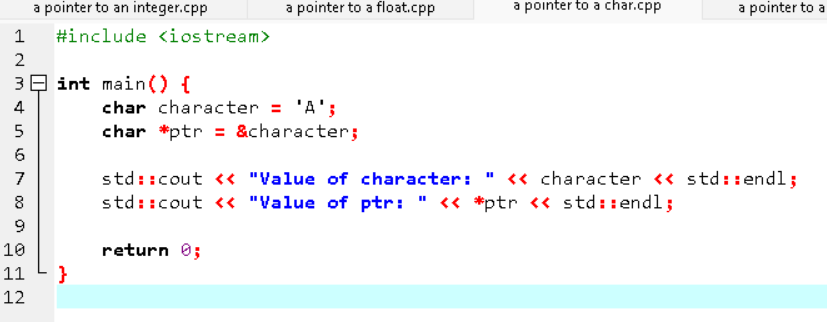 a pointer to an integer.cpp a pointer to a float.cpp a pointer to a char.cpp a pointer to a
1 #include <iostream>
2
3 int main() {
4     char character = 'A';
5     char *ptr = &character;
6
7     std::cout << "Value of character: " << character << std::endl;
8     std::cout << "Value of ptr: " << *ptr << std::endl;
9
10     return 0;
11 }
12